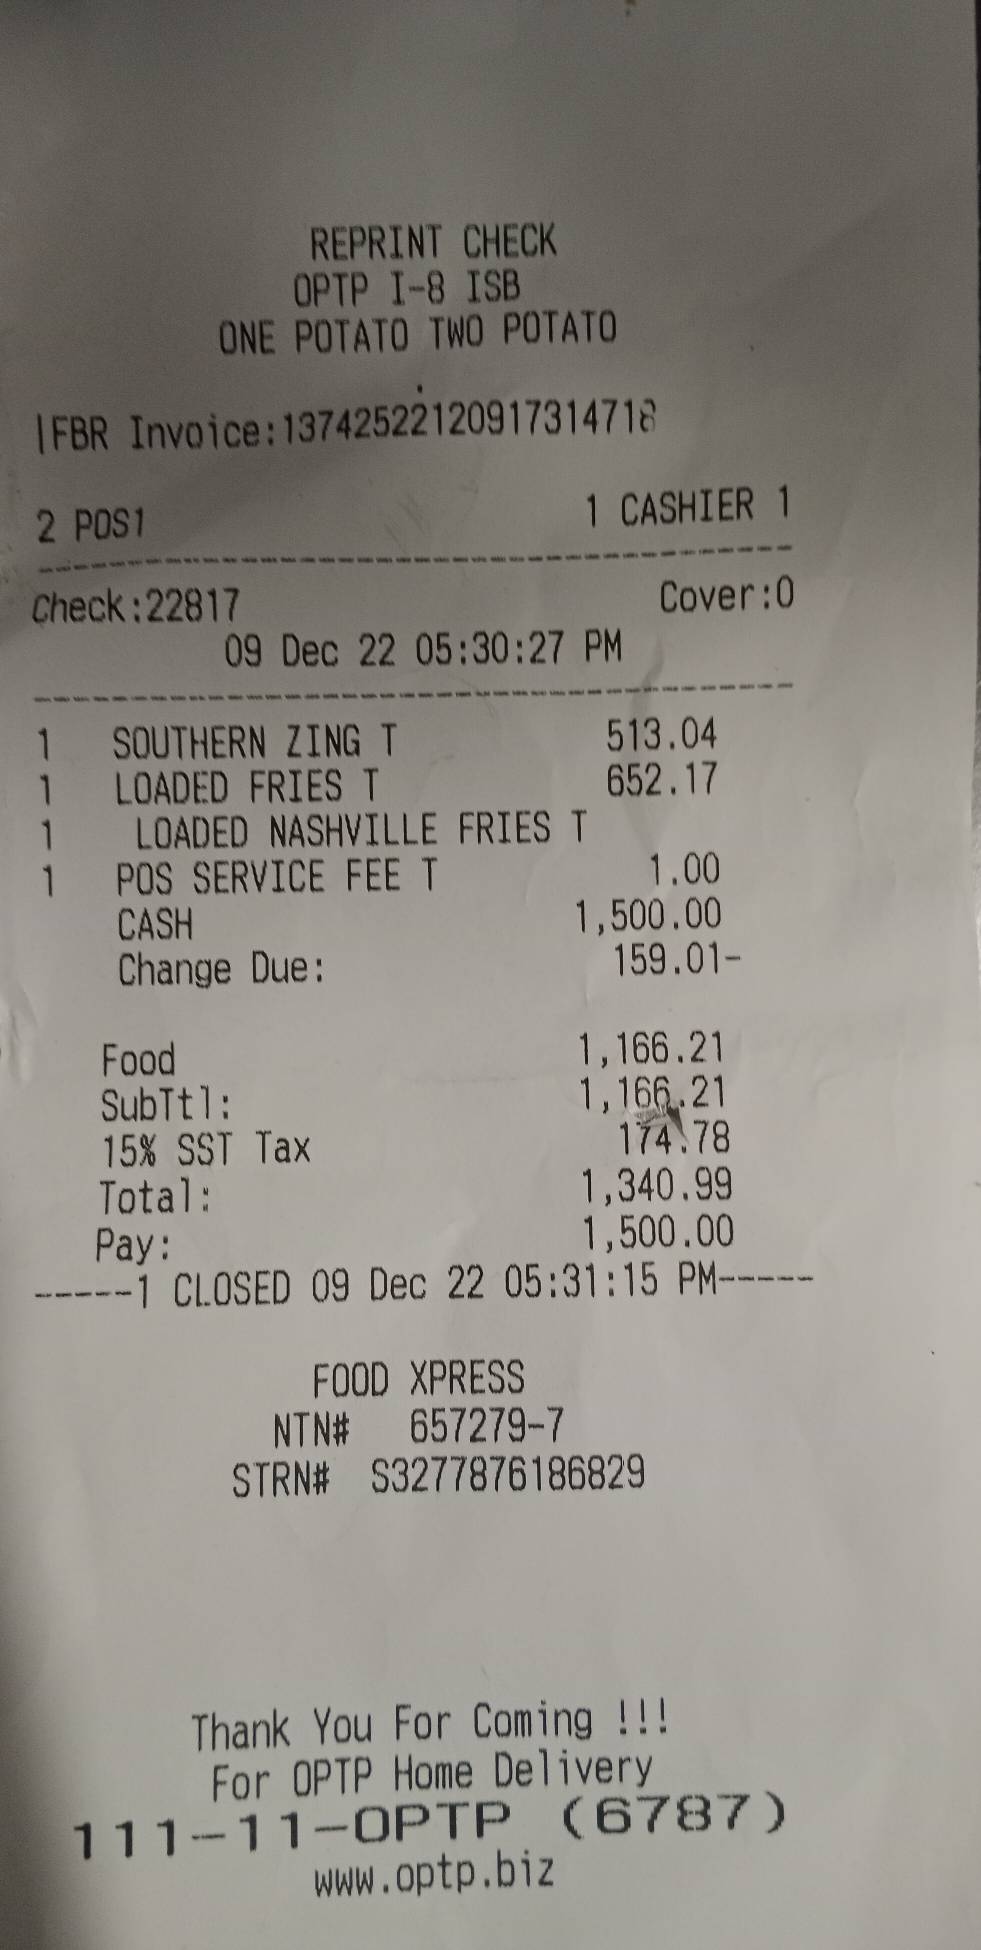 REPRINT CHECK
OPTP I-8 ISB
ONE POTATO TWO POTATO
|FBR Invoice:13742522120917314718
2 POS1 1 CASHIER 1
Check:22817 Cover:0
09 Dec 22 05:30:27 PM
1 SOUTHERN ZING T 513.04
1 LOADED FRIES T 652.17
1 LOADED NASHVILLE FRIES T
1 POS SERVICE FEE T 1.00
CASH 1,500.00
Change Due: 159.01-
Food 1,166.21
SubTtl: 1,166.21
15% SST Tax 174.78
Total: 1,340.99
Pay: 1,500.00
-----1 CLOSED 09 Dec 22 05:31:15 PM-----
FOOD XPRESS
NTN# 657279-7
STRN# S3277876186829
Thank You For Coming !!!
For OPTP Home Delivery
111-11-OPTP (6787)
www.optp.biz